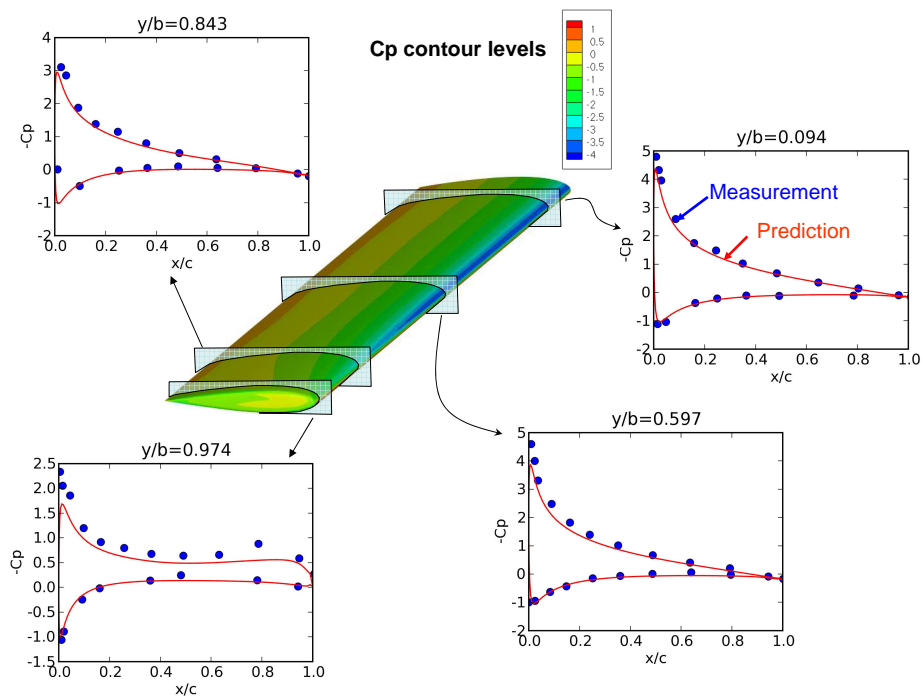 y/b=0.843
4
3
2
1
0
-1
-2
-Cp
0.0 0.2 0.4 0.6 0.8 1.0
x/c
Cp contour levels
1
0.5
0
-0.5
-1
-1.5
-2
-2.5
-3
-3.5
-4
y/b=0.094
5
4
3
2
1
0
-1
-2
-Cp
Measurement
Prediction
0.0 0.2 0.4 0.6 0.8 1.0
x/c
y/b=0.974
2.5
2.0
1.5
1.0
0.5
0.0
-0.5
-1.0
-1.5
-Cp
0.0 0.2 0.4 0.6 0.8 1.0
x/c
y/b=0.597
5
4
3
2
1
0
-1
-2
-Cp
0.0 0.2 0.4 0.6 0.8 1.0
x/c